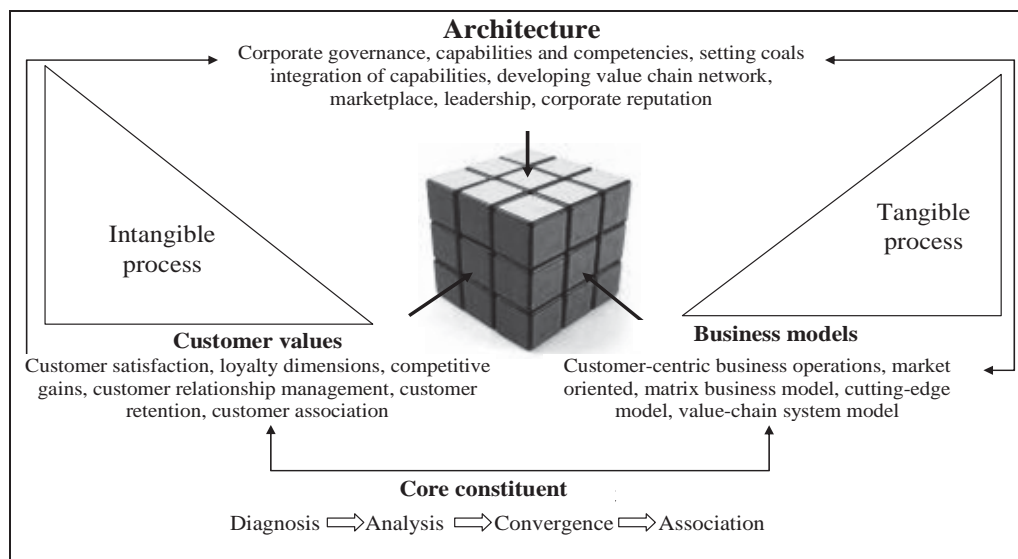 Architecture
Corporate governance, capabilities and competencies, setting coals
integration of capabilities, developing value chain network,
marketplace, leadership, corporate reputation
Intangible
process
Tangible
process
Customer values
Customer satisfaction, loyalty dimensions, competitive
gains, customer relationship management, customer
retention, customer association
Business models
Customer-centric business operations, market
oriented, matrix business model, cutting-edge
model, value-chain system model
Core constituent
Diagnosis Analysis Convergence Association